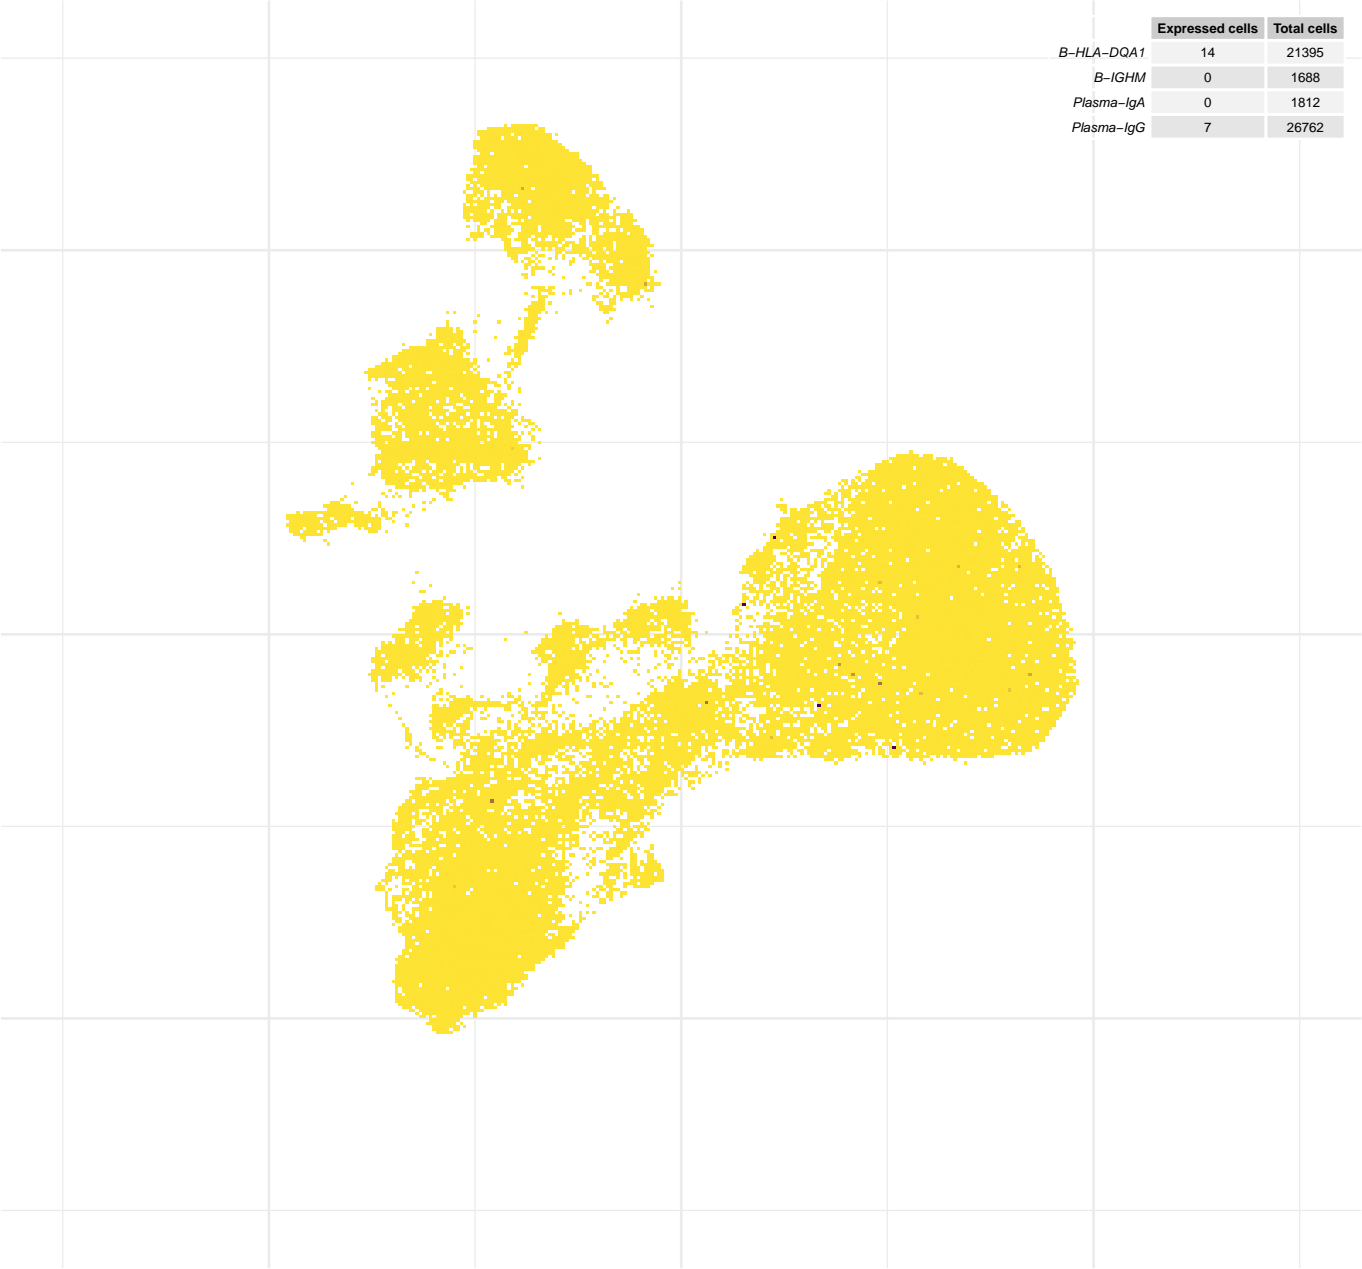 Expressed cells Total cells
B−HLA−DQA1 14 21395
B−IGHM 0 1688
Plasma−IgA 0 1812
Plasma−IgG 7 26762